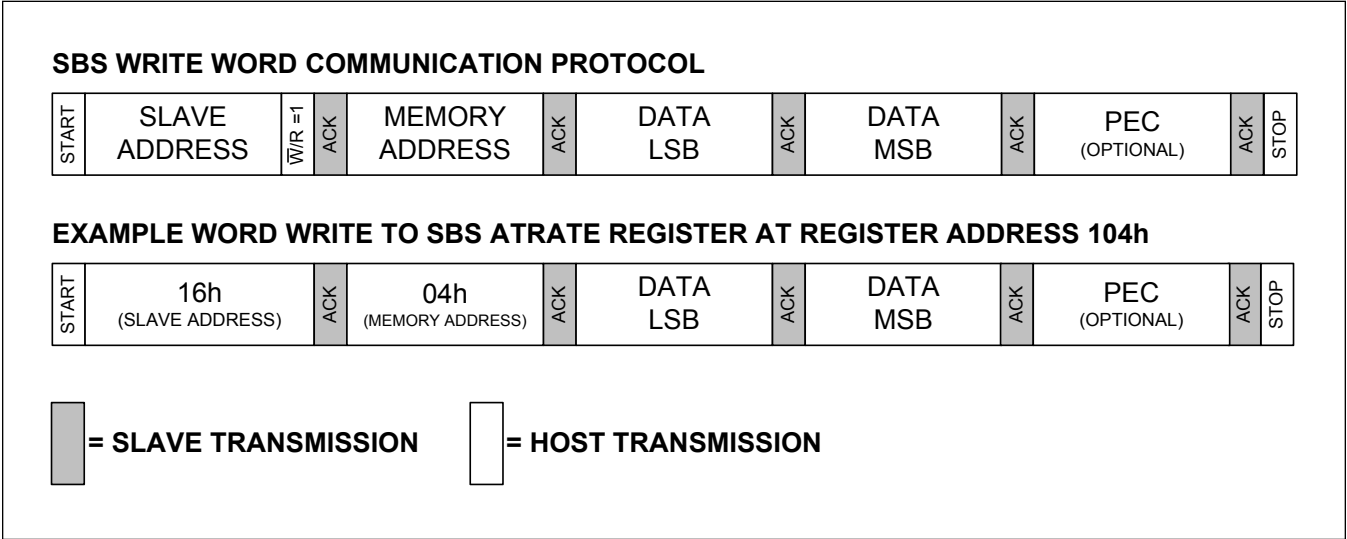 SBS WRITE WORD COMMUNICATION PROTOCOL
START
SLAVE
ADDRESS
W̅/R =1
ACK
MEMORY
ADDRESS
ACK
DATA
LSB
ACK
DATA
MSB
ACK
PEC
(OPTIONAL)
ACK
STOP
EXAMPLE WORD WRITE TO SBS ATRATE REGISTER AT REGISTER ADDRESS 104h
START
16h
(SLAVE ADDRESS)
ACK
04h
(MEMORY ADDRESS)
ACK
DATA
LSB
ACK
DATA
MSB
ACK
PEC
(OPTIONAL)
ACK
STOP
= SLAVE TRANSMISSION
= HOST TRANSMISSION